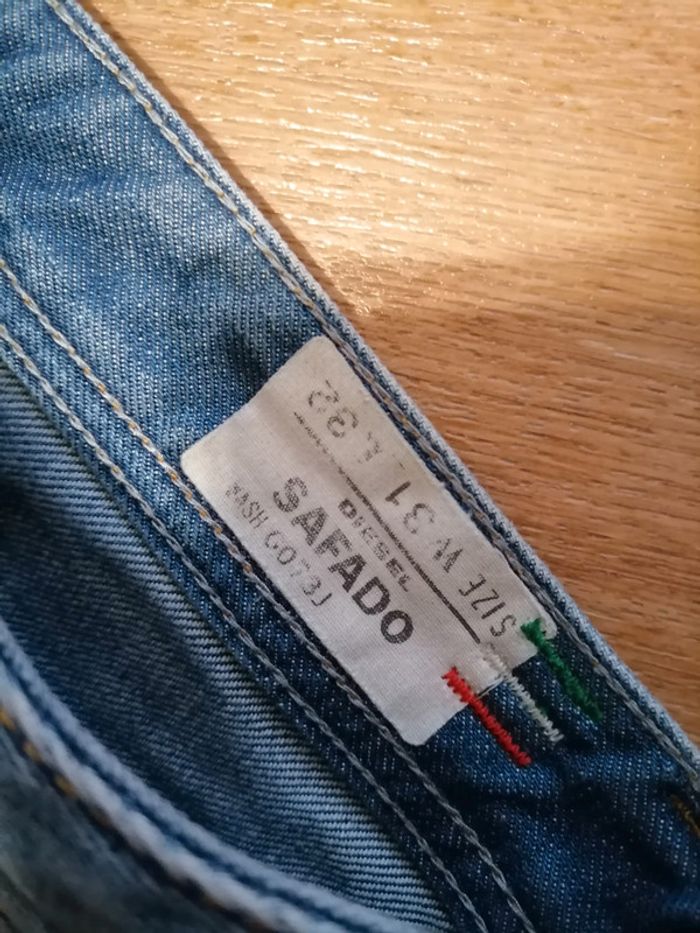 SIZE W 31 L 32
DIESEL
SAFADO
WASH